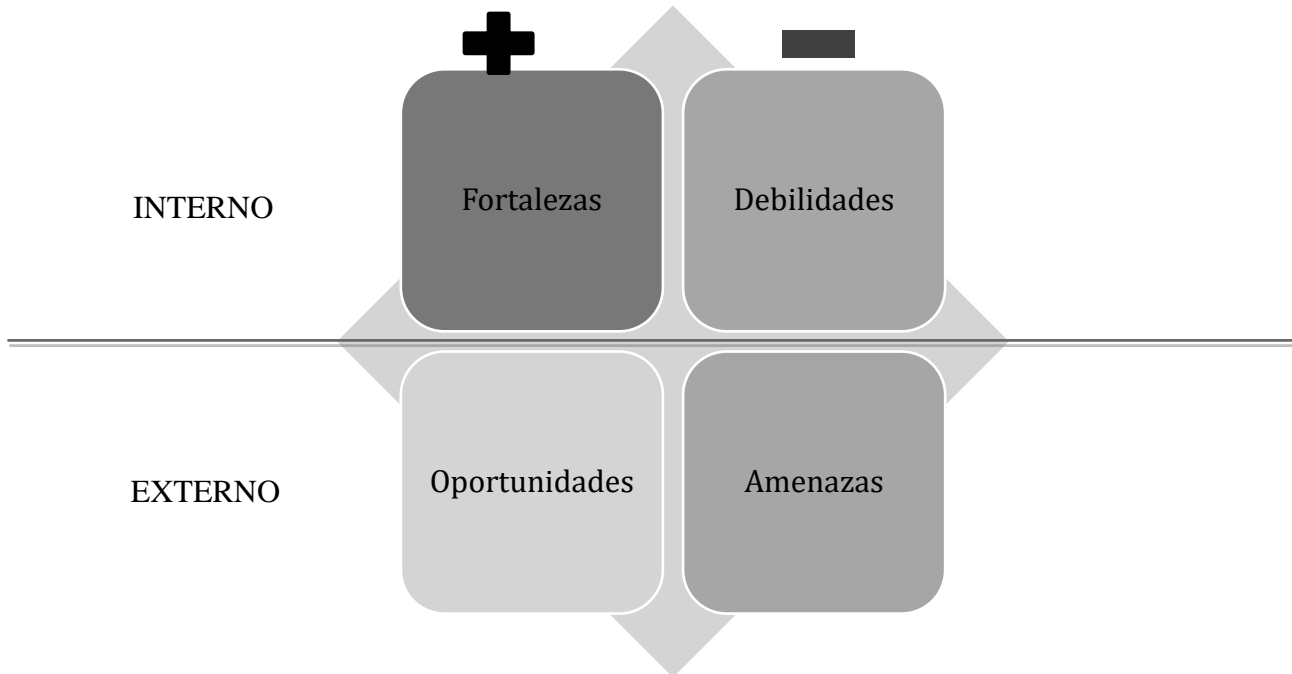 INTERNO
Fortalezas
Debilidades
EXTERNO
Oportunidades
Amenazas